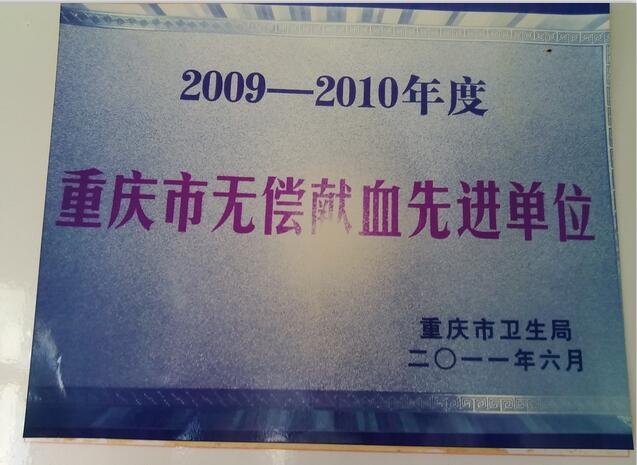 2009—2010年度
重庆市无偿献血先进单位
重庆市卫生局
二〇一一年六月